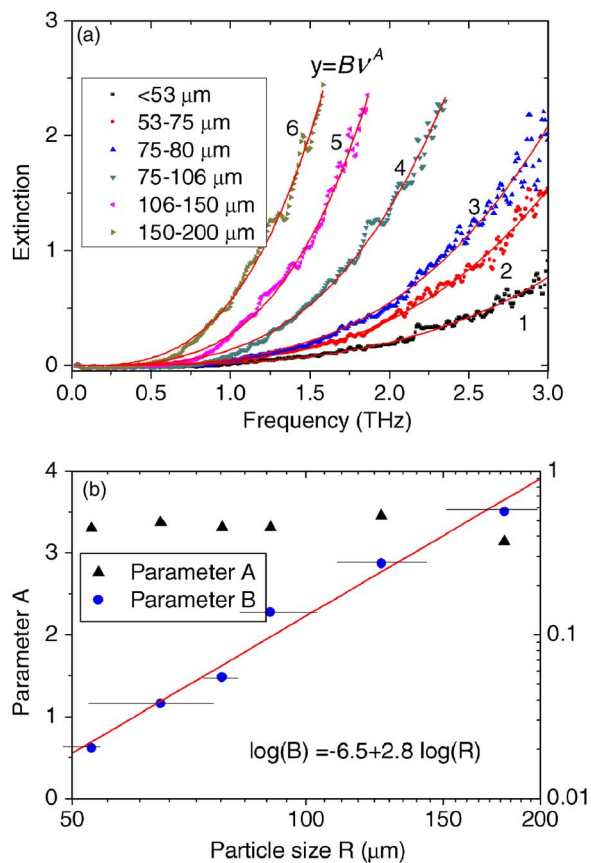 (a)
y=Bν^A
<53 μm
53-75 μm
75-80 μm
75-106 μm
106-150 μm
150-200 μm
6
5
4
3
2
1
Extinction
2
1
0
0.0 0.5 1.0 1.5 2.0 2.5 3.0
Frequency (THz)
(b)
Parameter A
Parameter B
log(B) =-6.5+2.8 log(R)
Parameter A
4
3
2
1
0
1
0.1
0.01
50 100 150 200
Particle size R (μm)